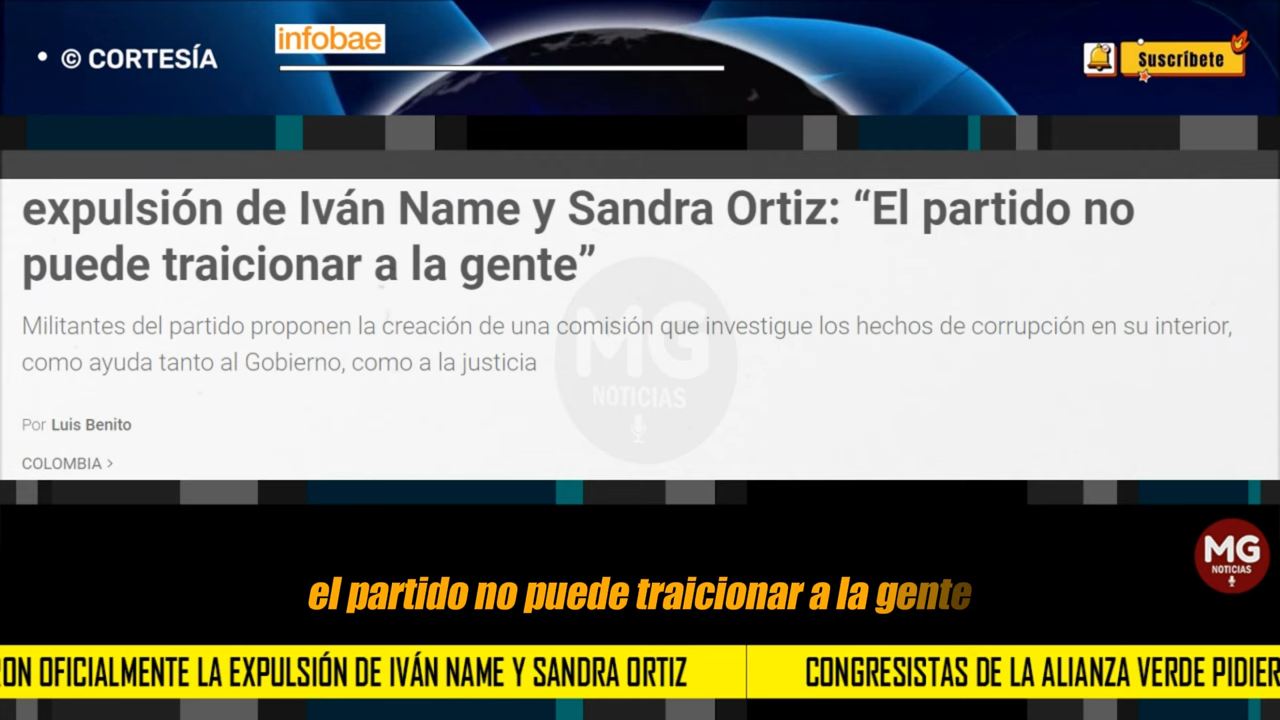 • © CORTESÍA
infobae
Suscríbete
expulsión de Iván Name y Sandra Ortiz: “El partido no
puede traicionar a la gente”
Militantes del partido proponen la creación de una comisión que investigue los hechos de corrupción en su interior,
como ayuda tanto al Gobierno, como a la justicia
Por Luis Benito
COLOMBIA >
MG
NOTICIAS
MG
NOTICIAS
el partido no puede traicionar a la gente
ON OFICIALMENTE LA EXPULSIÓN DE IVÁN NAME Y SANDRA ORTIZ
CONGRESISTAS DE LA ALIANZA VERDE PIDIER